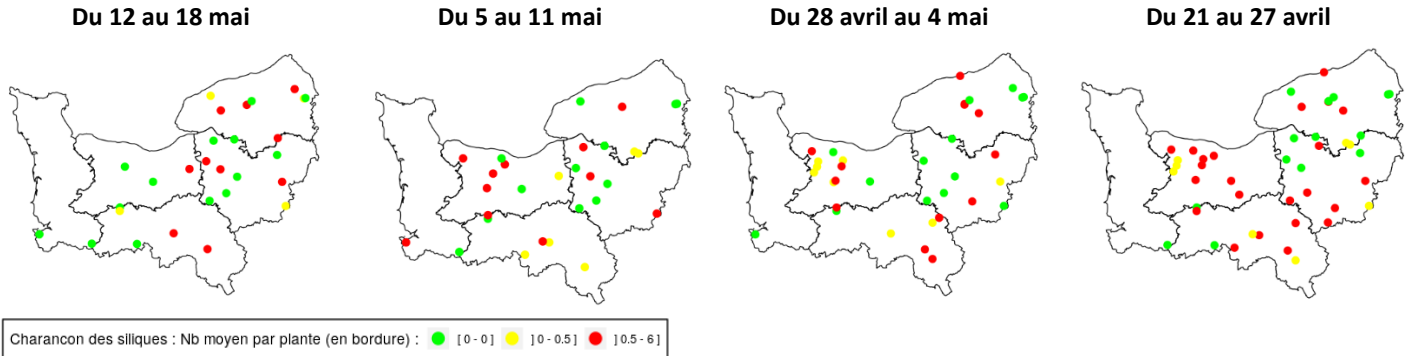 Du 12 au 18 mai
Du 5 au 11 mai
Du 28 avril au 4 mai
Du 21 au 27 avril
Charancon des siliques : Nb moyen par plante (en bordure) : [ 0 - 0 ] ] 0 - 0.5 ] ] 0.5 - 6 ]